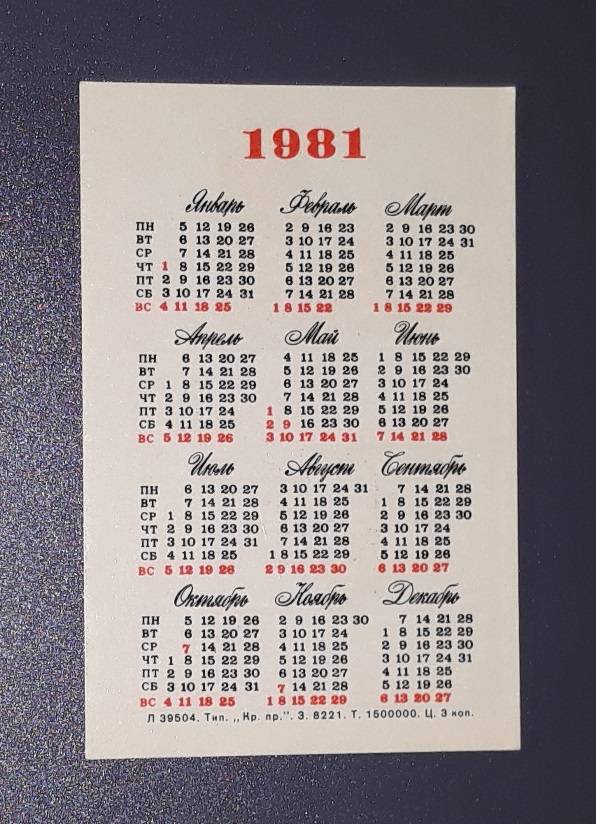 1981
Январь Февраль Март
ПН 5 12 19 26 2 9 16 23 2 9 16 23 30
ВТ 6 13 20 27 3 10 17 24 3 10 17 24 31
СР 7 14 21 28 4 11 18 25 4 11 18 25
ЧТ 1 8 15 22 29 5 12 19 26 5 12 19 26
ПТ 2 9 16 23 30 6 13 20 27 6 13 20 27
СБ 3 10 17 24 31 7 14 21 28 7 14 21 28
ВС 4 11 18 25 1 8 15 22 1 8 15 22 29
Апрель Май Июнь
ПН 6 13 20 27 4 11 18 25 1 8 15 22 29
ВТ 7 14 21 28 5 12 19 26 2 9 16 23 30
СР 1 8 15 22 29 6 13 20 27 3 10 17 24
ЧТ 2 9 16 23 30 7 14 21 28 4 11 18 25
ПТ 3 10 17 24 1 8 15 22 29 5 12 19 26
СБ 4 11 18 25 2 9 16 23 30 6 13 20 27
ВС 5 12 19 26 3 10 17 24 31 7 14 21 28
Июль Август Сентябрь
ПН 6 13 20 27 3 10 17 24 31 7 14 21 28
ВТ 7 14 21 28 4 11 18 25 1 8 15 22 29
СР 1 8 15 22 29 5 12 19 26 2 9 16 23 30
ЧТ 2 9 16 23 30 6 13 20 27 3 10 17 24
ПТ 3 10 17 24 31 7 14 21 28 4 11 18 25
СБ 4 11 18 25 1 8 15 22 29 5 12 19 26
ВС 5 12 19 26 2 9 16 23 30 6 13 20 27
Октябрь Ноябрь Декабрь
ПН 5 12 19 26 2 9 16 23 30 7 14 21 28
ВТ 6 13 20 27 3 10 17 24 1 8 15 22 29
СР 7 14 21 28 4 11 18 25 2 9 16 23 30
ЧТ 1 8 15 22 29 5 12 19 26 3 10 17 24 31
ПТ 2 9 16 23 30 6 13 20 27 4 11 18 25
СБ 3 10 17 24 31 7 14 21 28 5 12 19 26
ВС 4 11 18 25 1 8 15 22 29 6 13 20 27
Л 39504. Тип. „Кр. пр.". З. 8221. Т. 1500000. Ц. 3 коп.